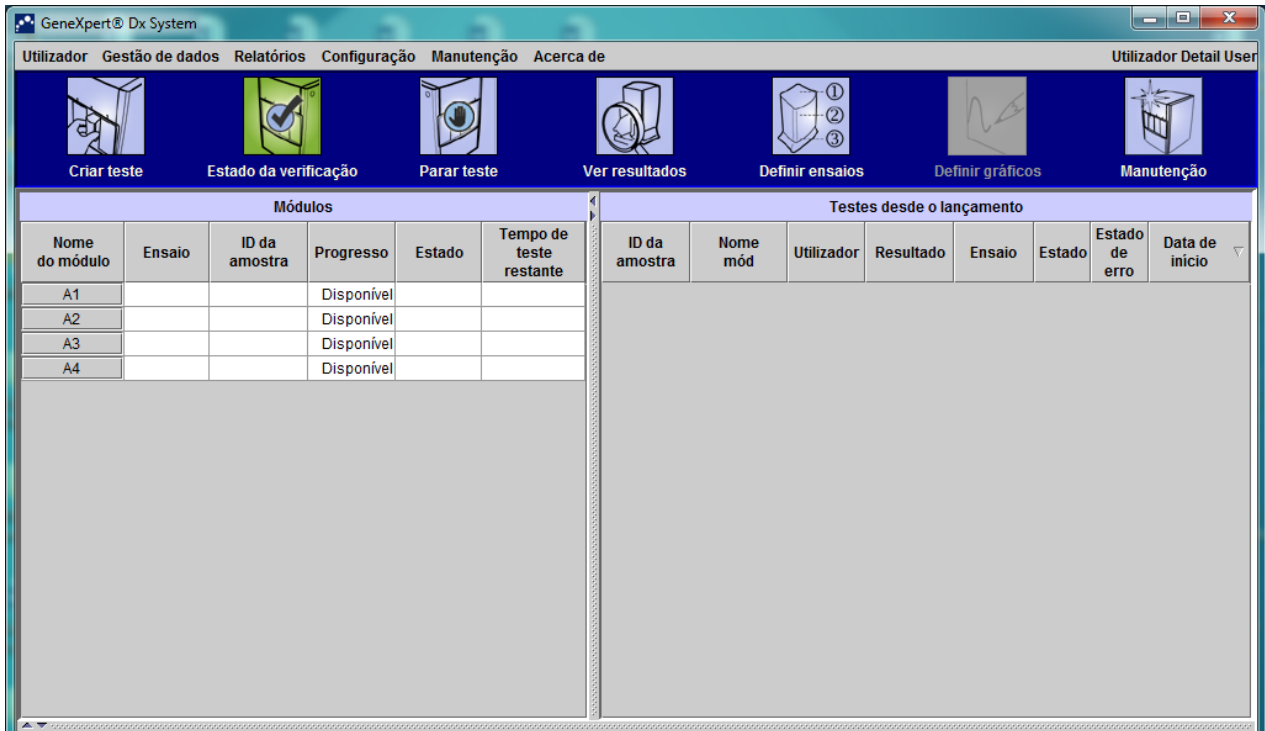 GeneXpert® Dx System
Utilizador Gestão de dados Relatórios Configuração Manutenção Acerca de Utilizador Detail User
① 
② 
③
Criar teste Estado da verificação Parar teste Ver resultados Definir ensaios Definir gráficos Manutenção
Módulos
Nome do módulo Ensaio ID da amostra Progresso Estado Tempo de teste restante
A1 Disponível
A2 Disponível
A3 Disponível
A4 Disponível
Testes desde o lançamento
ID da amostra Nome mód Utilizador Resultado Ensaio Estado Estado de erro Data de início